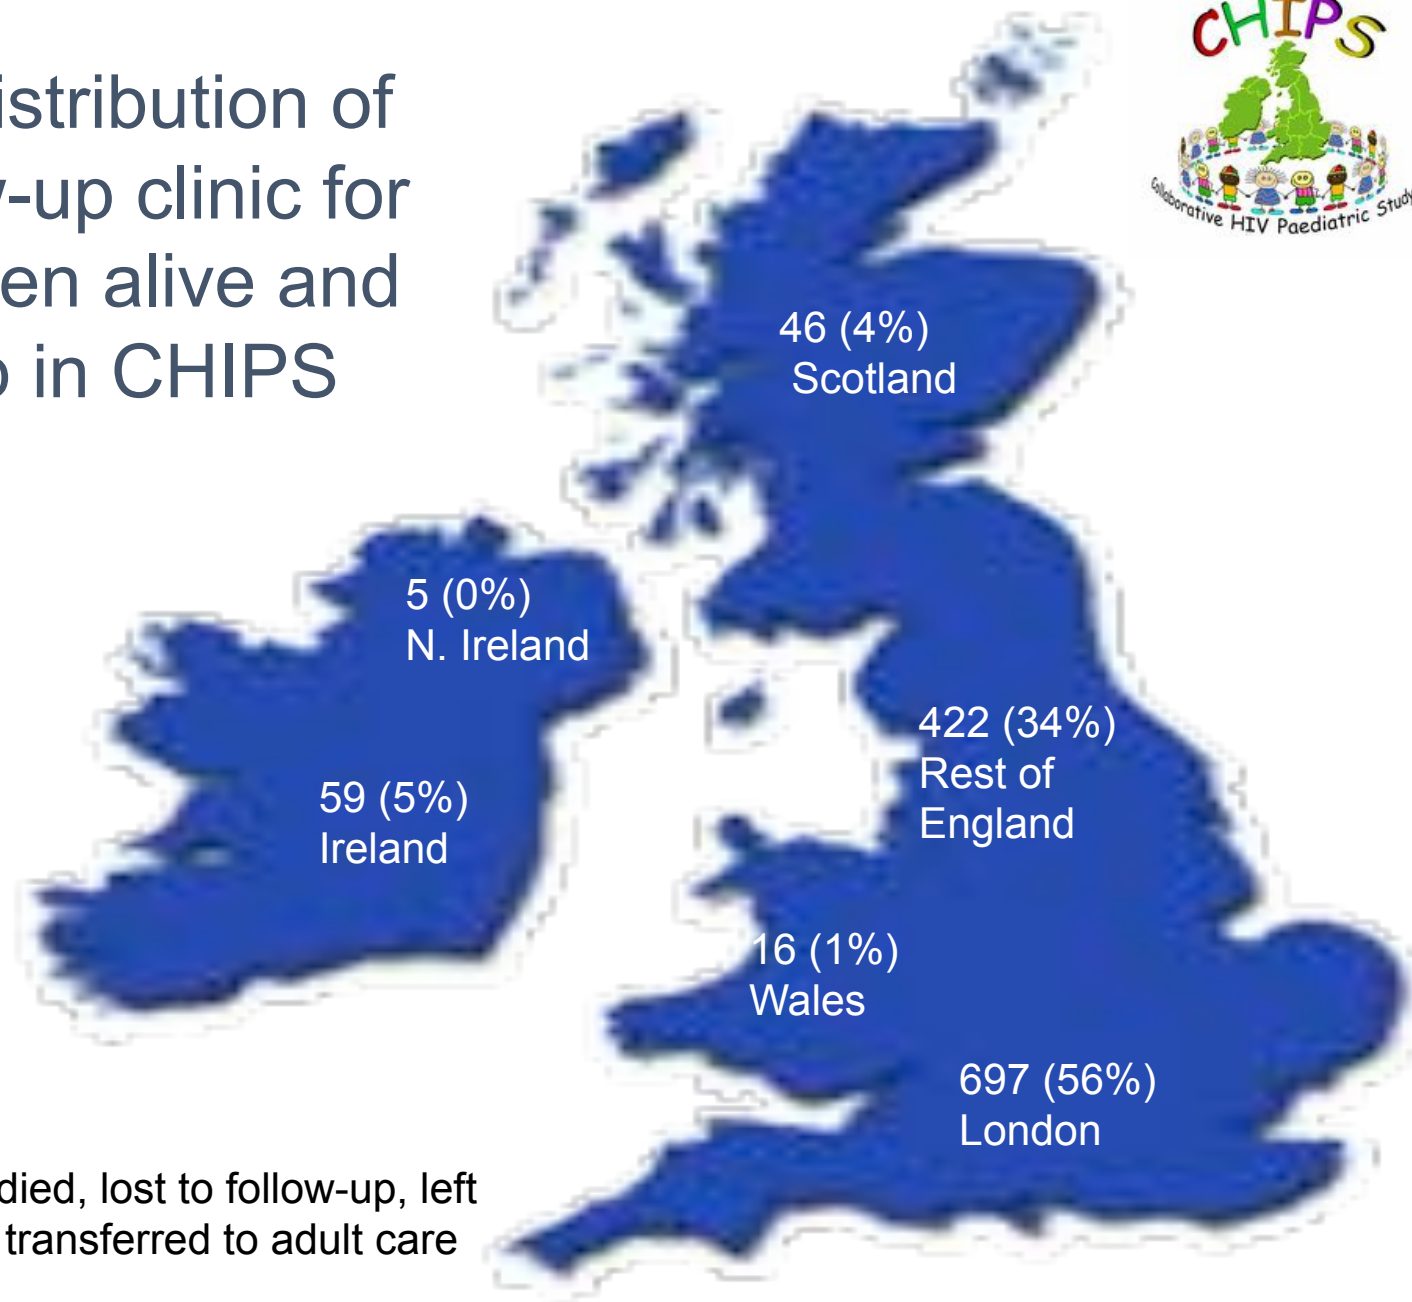 istribution of
-up clinic for
en alive and
in CHIPS
CHIPS
Collaborative HIV Paediatric Study
46 (4%)
Scotland
5 (0%)
N. Ireland
422 (34%)
Rest of
England
59 (5%)
Ireland
16 (1%)
Wales
697 (56%)
London
died, lost to follow-up, left
transferred to adult care